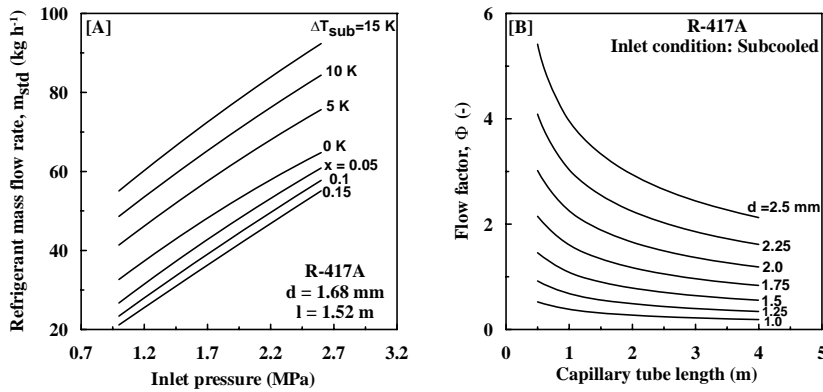 [A]
ΔTsub=15 K
10 K
5 K
0 K
x = 0.05
0.1
0.15
R-417A
d = 1.68 mm
l = 1.52 m
Refrigerant mass flow rate, mstd (kg h-1)
100
80
60
40
20
0.7
1.2
1.7
2.2
2.7
3.2
Inlet pressure (MPa)
[B]
R-417A
Inlet condition: Subcooled
d =2.5 mm
2.25
2.0
1.75
1.5
1.25
1.0
Flow factor, Φ (-)
6
4
2
0
0
1
2
3
4
5
Capillary tube length (m)